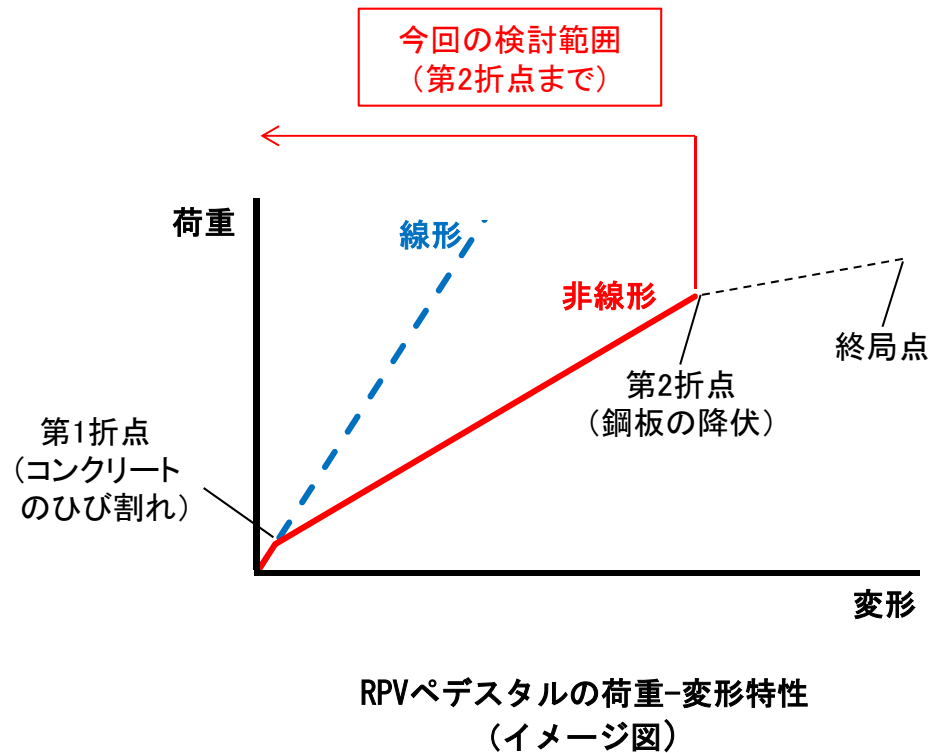 今回の検討範囲
（第2折点まで）
荷重
線形
非線形
終局点
第2折点
（鋼板の降伏）
第1折点
（コンクリート
のひび割れ）
変形
RPVペデスタルの荷重-変形特性
（イメージ図）